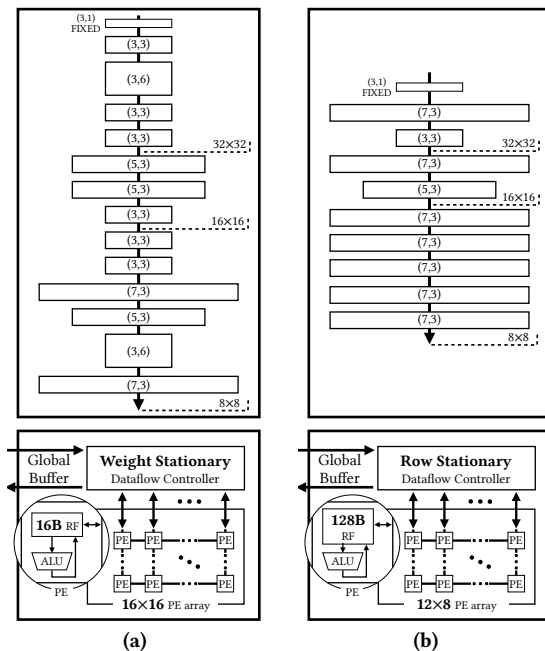 (3,1)
FIXED
(3,3)
(3,6)
(3,3)
(3,3)
32×32
(5,3)
(5,3)
(3,3)
16×16
(3,3)
(3,3)
(7,3)
(5,3)
(3,6)
(7,3)
8×8
Global
Buffer
Weight Stationary
Dataflow Controller
16B RF
ALU
PE
PE PE PE
PE PE PE
16×16 PE array
(a)
(3,1)
FIXED
(7,3)
(3,3)
32×32
(7,3)
(5,3)
16×16
(7,3)
(7,3)
(7,3)
(7,3)
(7,3)
8×8
Global
Buffer
Row Stationary
Dataflow Controller
128B
RF
ALU
PE
PE PE PE
PE PE PE
12×8 PE array
(b)